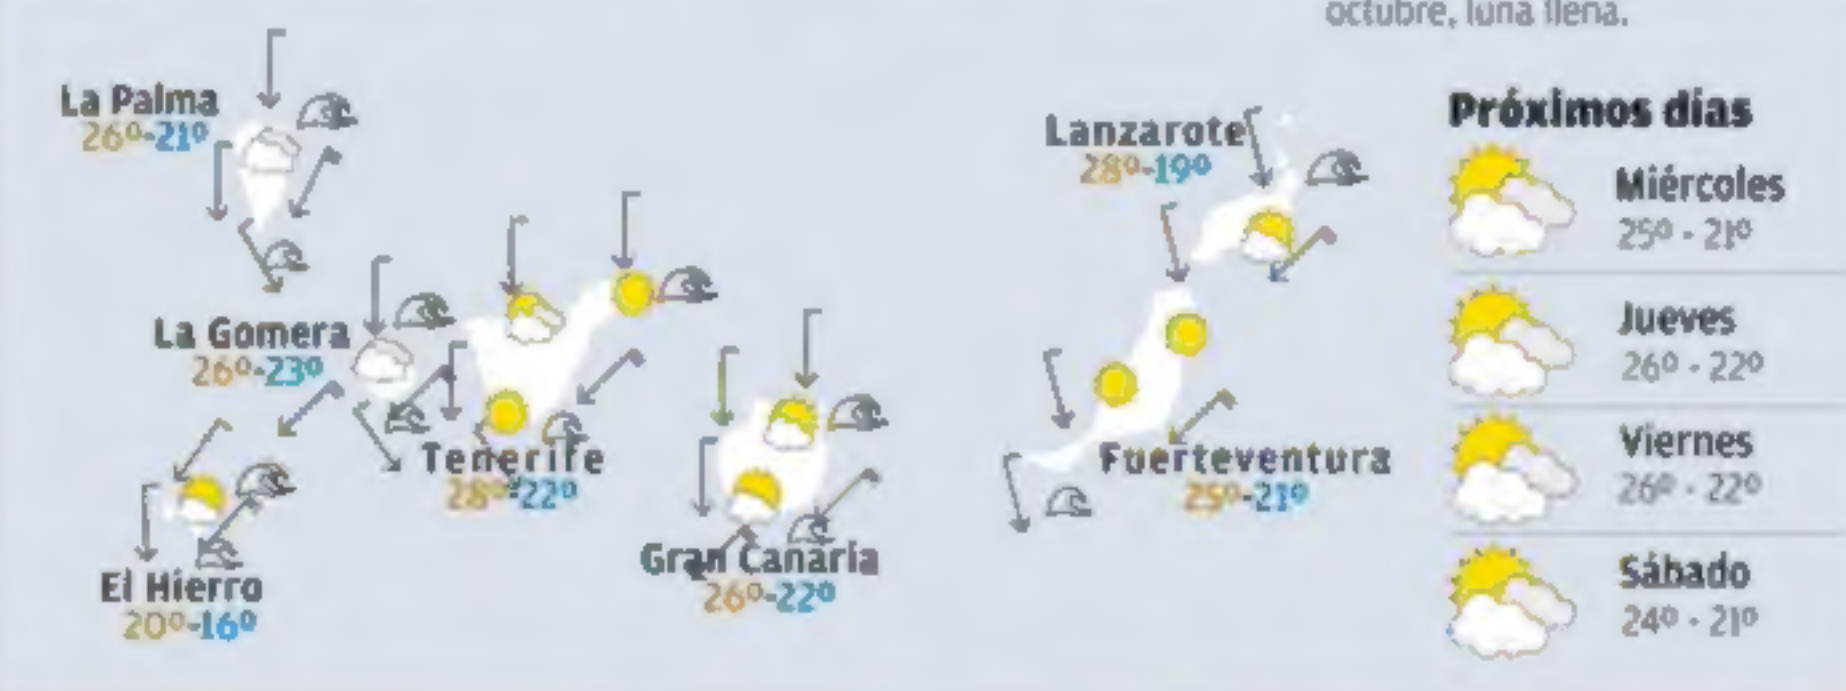 octubre, luna llena.
La Palma
26º-21º
Lanzarote
28º-19º
La Gomera
26º-23º
Tenerife
28º-22º
Fuerteventura
25º-21º
El Hierro
20º-16º
Gran Canaria
26º-22º
Próximos días
Miércoles
25º - 21º
Jueves
26º - 22º
Viernes
26º - 22º
Sábado
24º - 21º